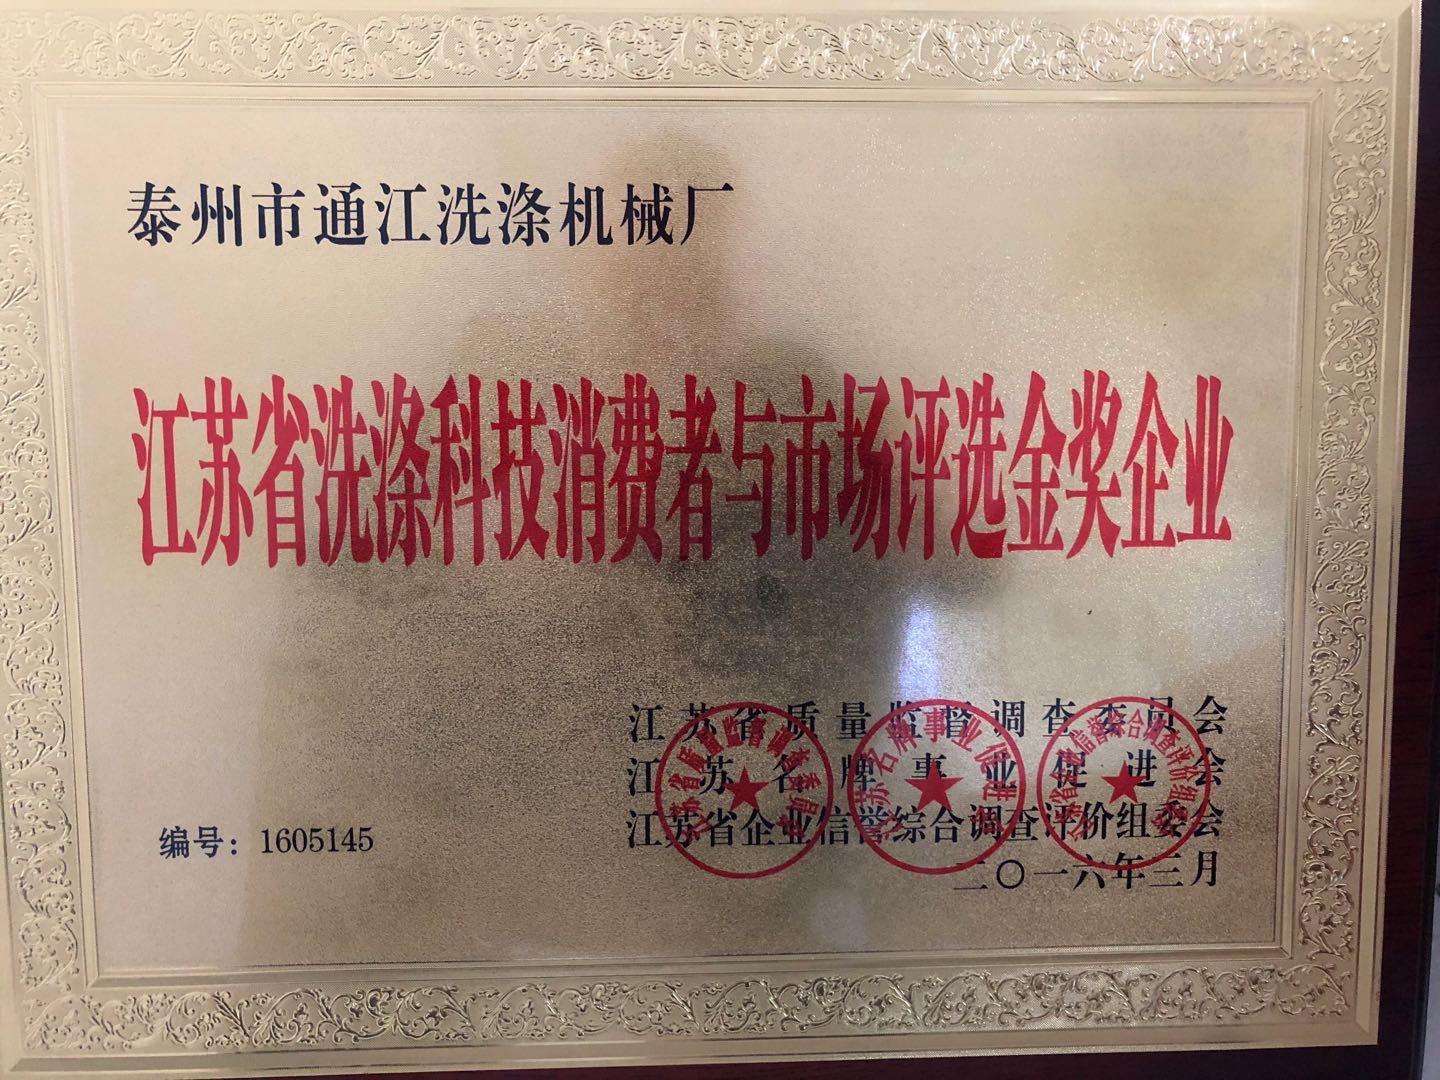 泰州市通江洗涤机械厂
江苏省洗涤科技消费者与市场评选金奖企业
江苏省质量监督调查委员会
江苏名牌事业促进会
江苏省企业信誉综合调查评价组委会
二〇一六年三月
编号：1605145